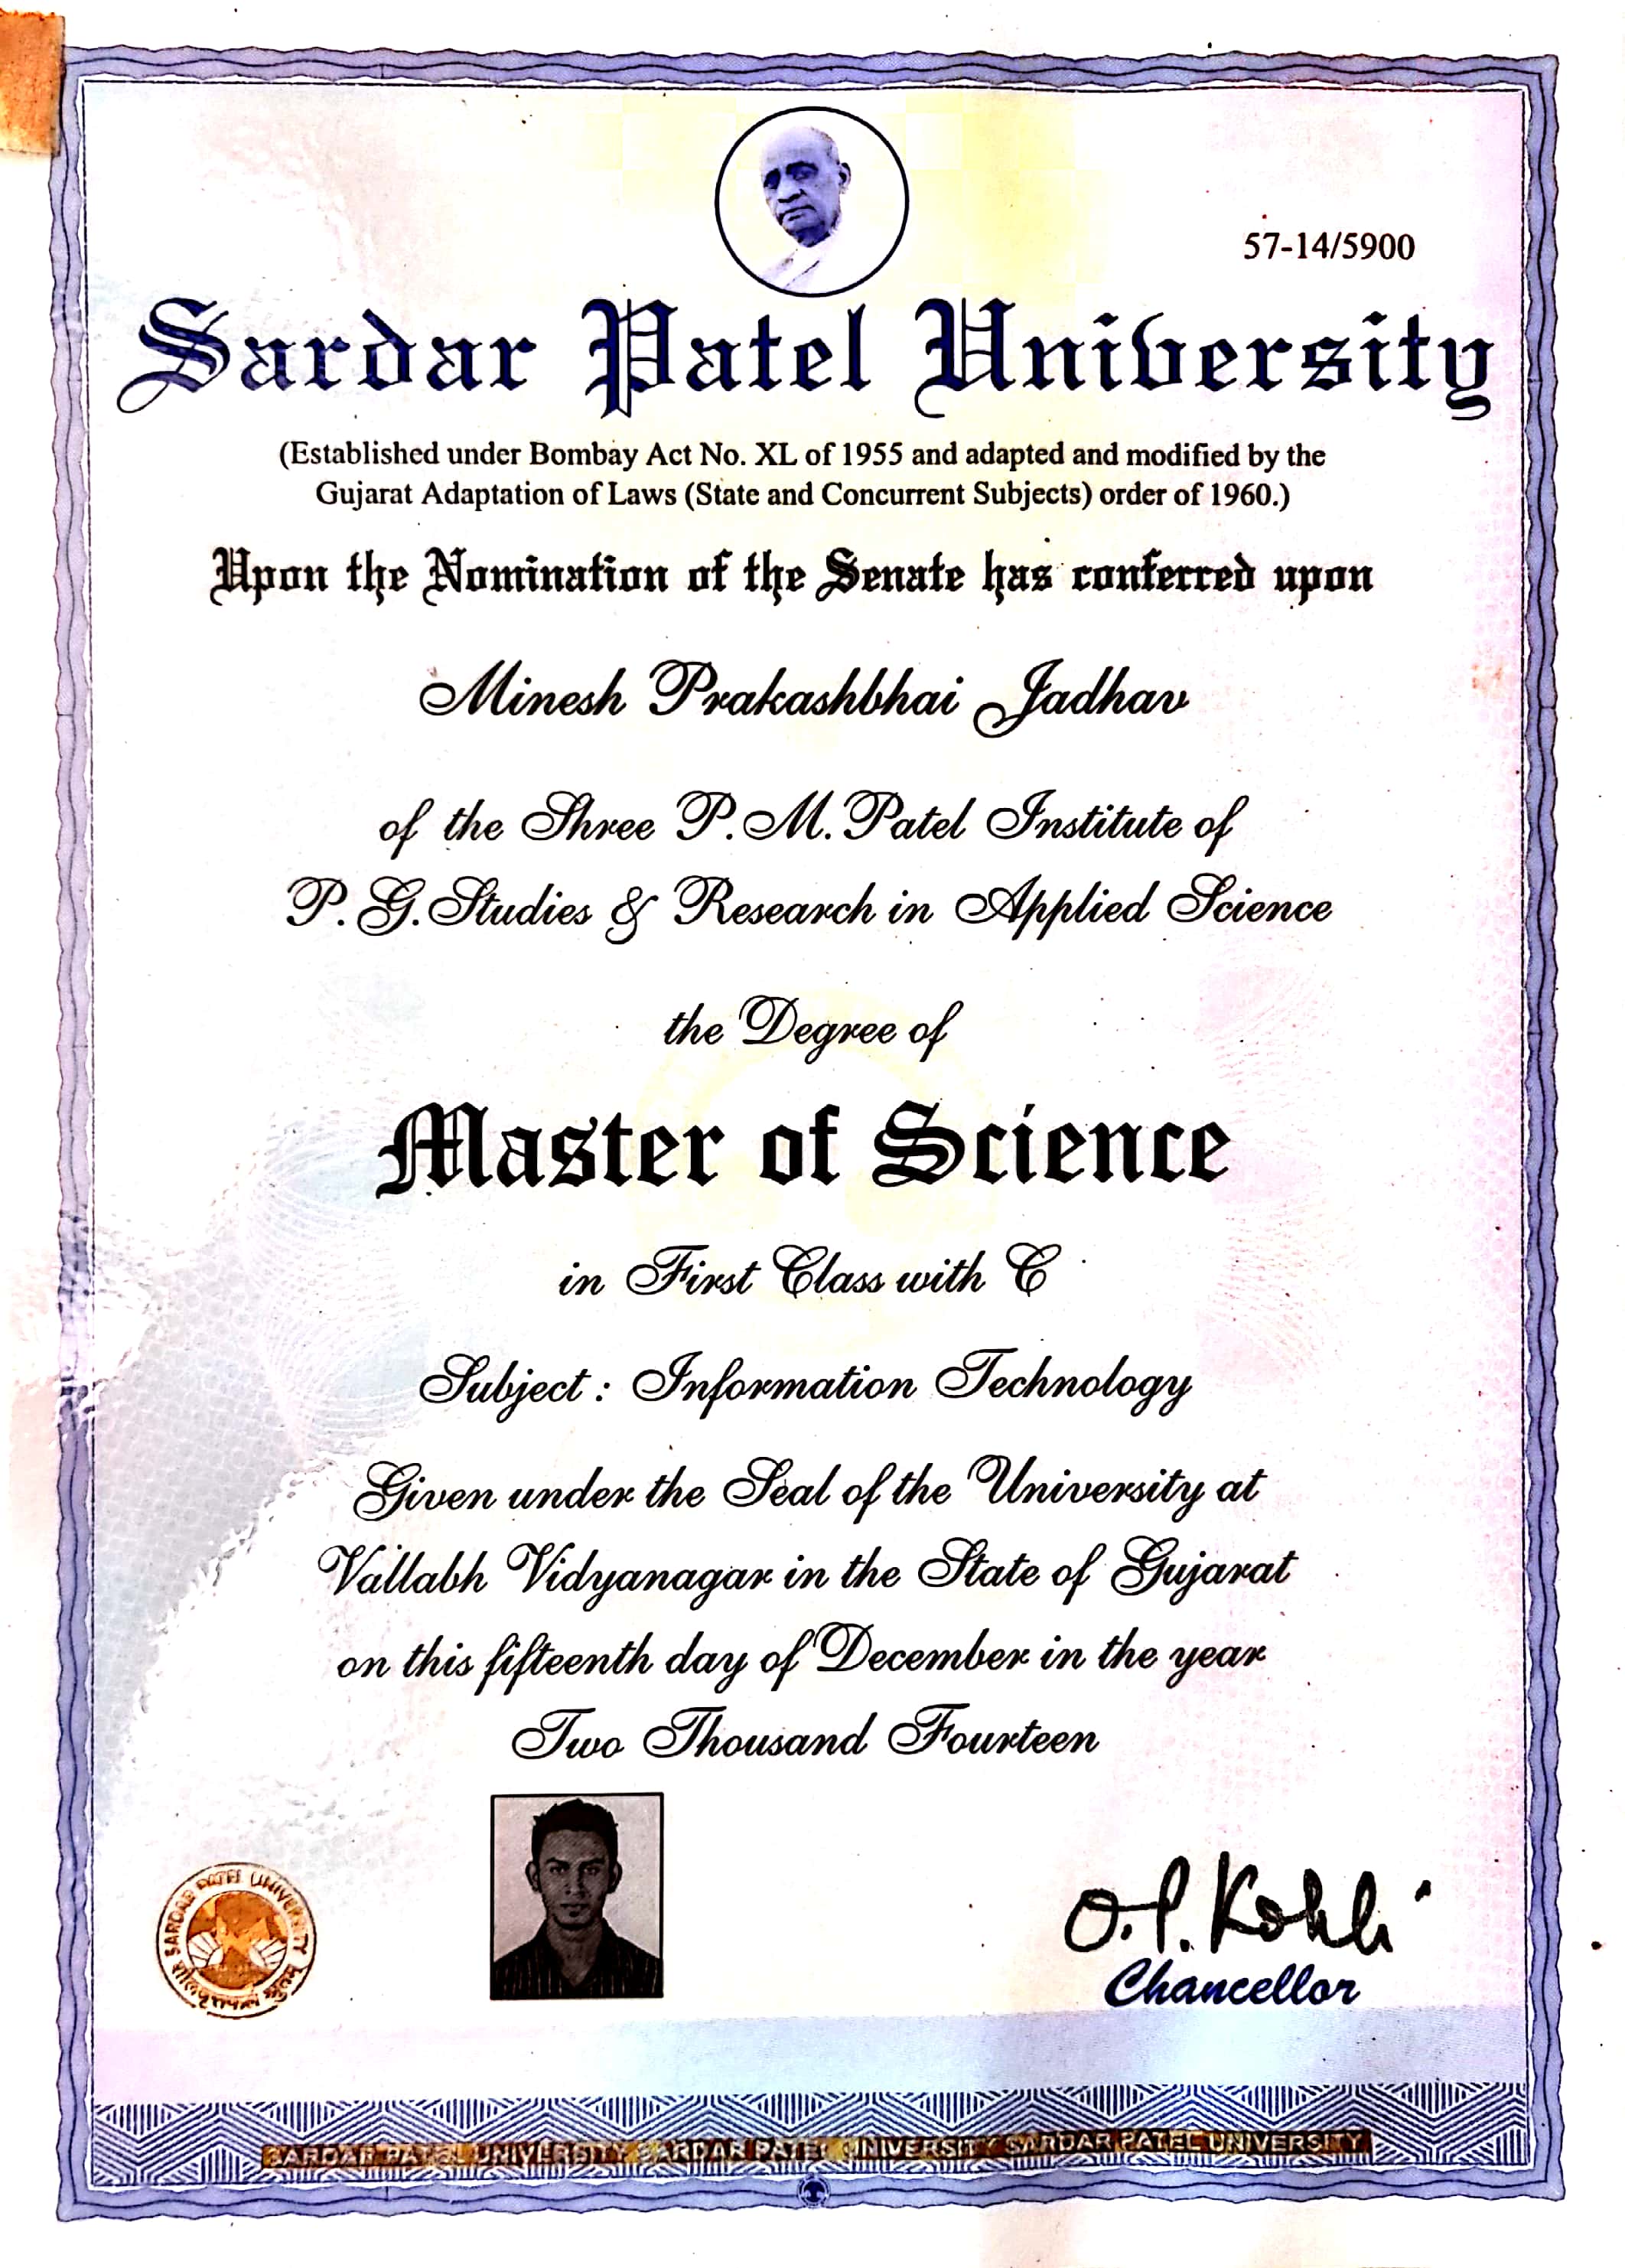 57-14/5900
Sardar Patel University
(Established under Bombay Act No. XL of 1955 and adapted and modified by the
Gujarat Adaptation of Laws (State and Concurrent Subjects) order of 1960.)
Upon the Nomination of the Senate has conferred upon
Minesh Prakashbhai Jadhav
of the Shree P.M. Patel Institute of
P.G. Studies & Research in Applied Science
the Degree of
Master of Science
in First Class with C
Subject : Information Technology
Given under the Seal of the University at
Vallabh Vidyanagar in the State of Gujarat
on this fifteenth day of December in the year
Two Thousand Fourteen
SARDAR PATEL UNIVERSITY
O.P. Kohli
Chancellor
SARDAR PATEL UNIVERSITY SARDAR PATEL UNIVERSITY SARDAR PATEL UNIVERSITY